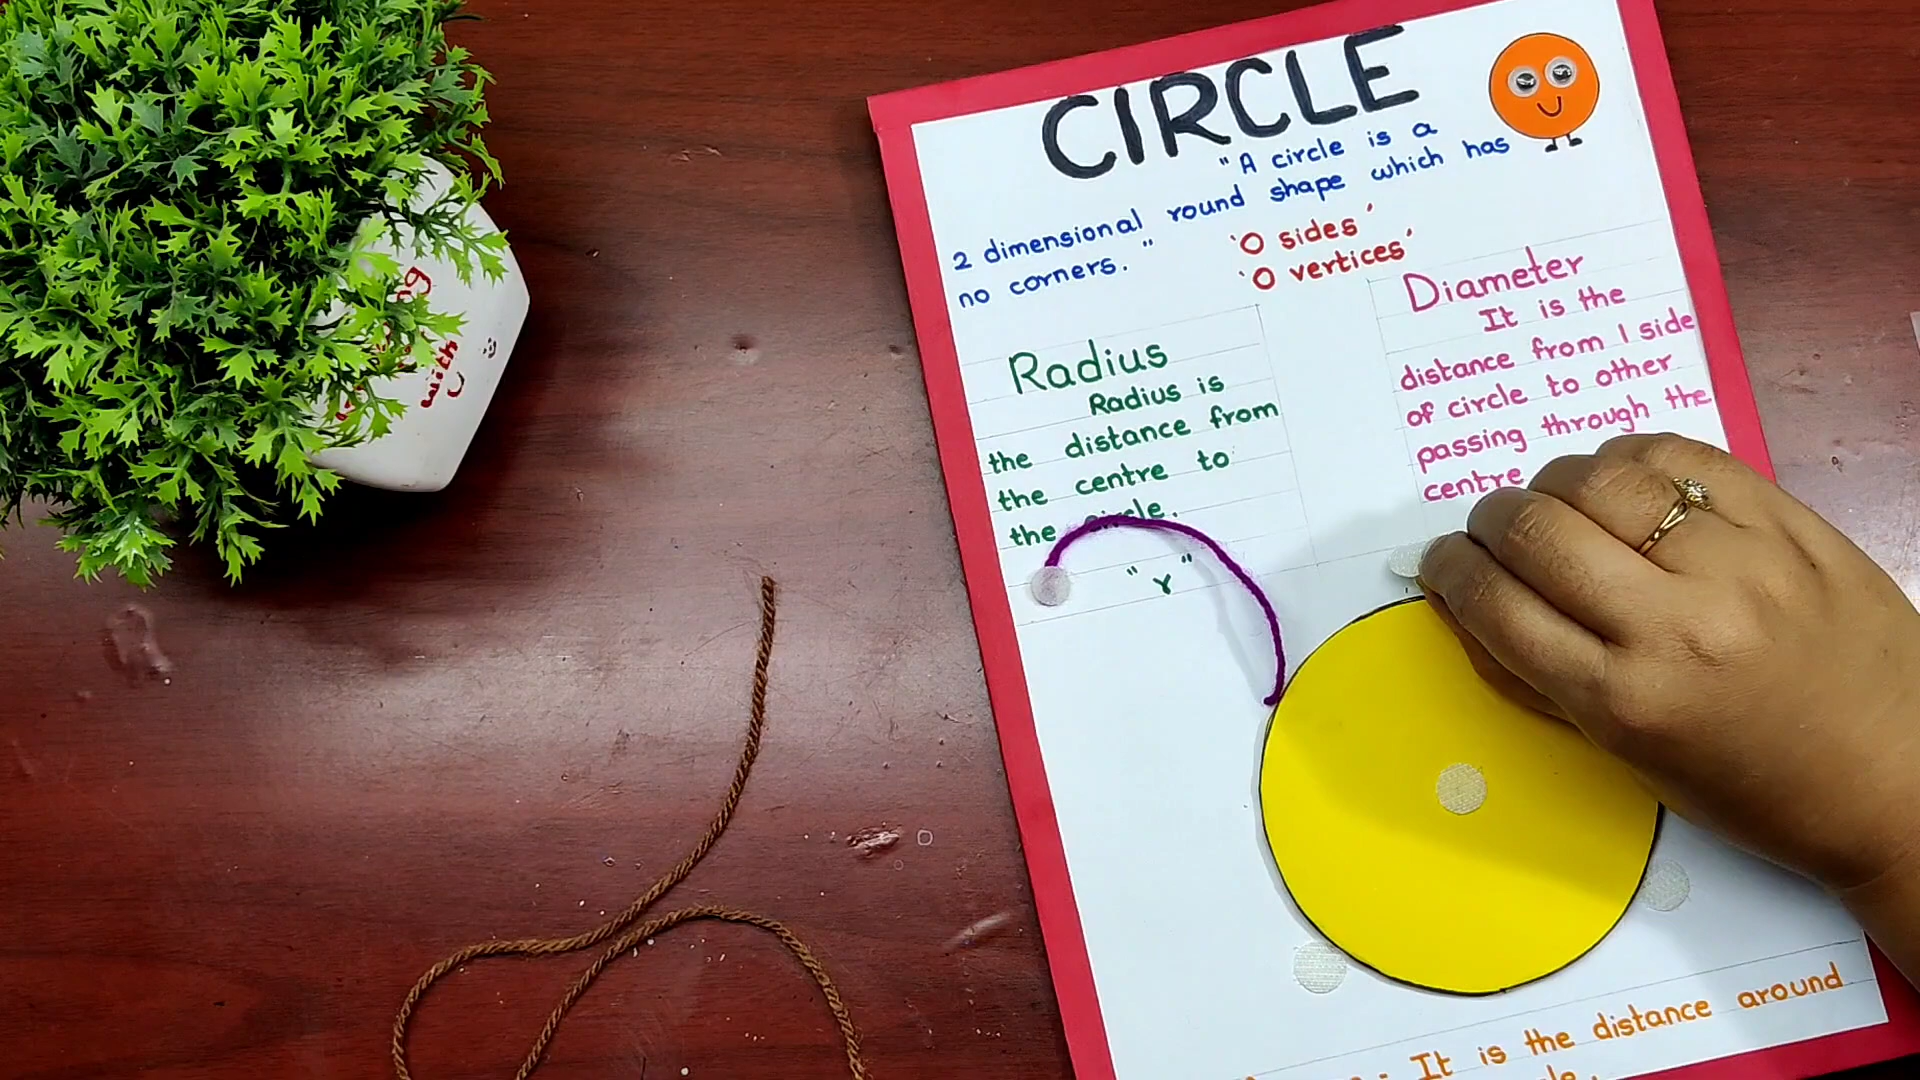 CIRCLE
"A circle is a
2 dimensional round shape which has
no corners."
'0 sides'
'0 vertices'
Radius
Radius is
the distance from
the centre to
the circle.
"r"
Diameter
It is the
distance from 1 side
of circle to other
passing through the
centre
It is the distance around
with